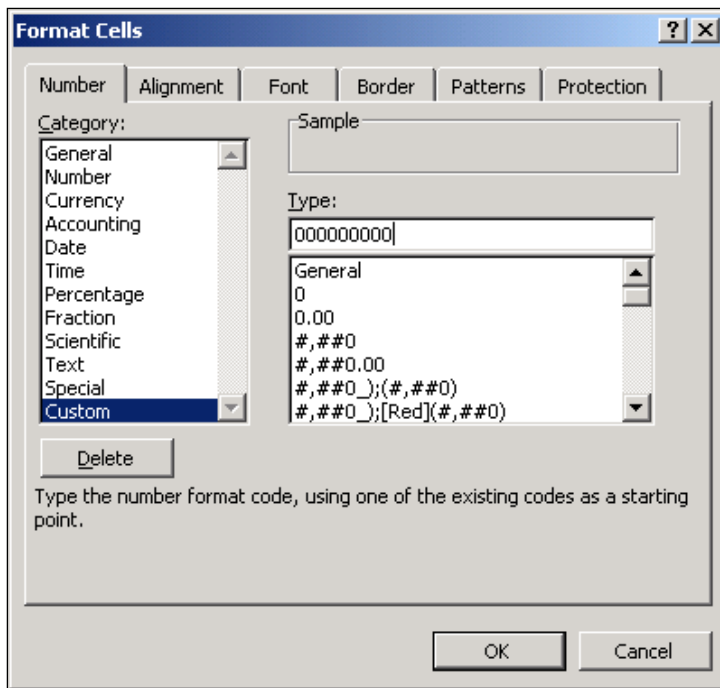 Format Cells
Number
Alignment
Font
Border
Patterns
Protection
Category:
General
Number
Currency
Accounting
Date
Time
Percentage
Fraction
Scientific
Text
Special
Custom
Sample
Type:
000000000
General
0
0.00
#,##0
#,##0.00
#,##0_);(#,##0)
#,##0_);[Red](#,##0)
Delete
Type the number format code, using one of the existing codes as a starting
point.
OK
Cancel